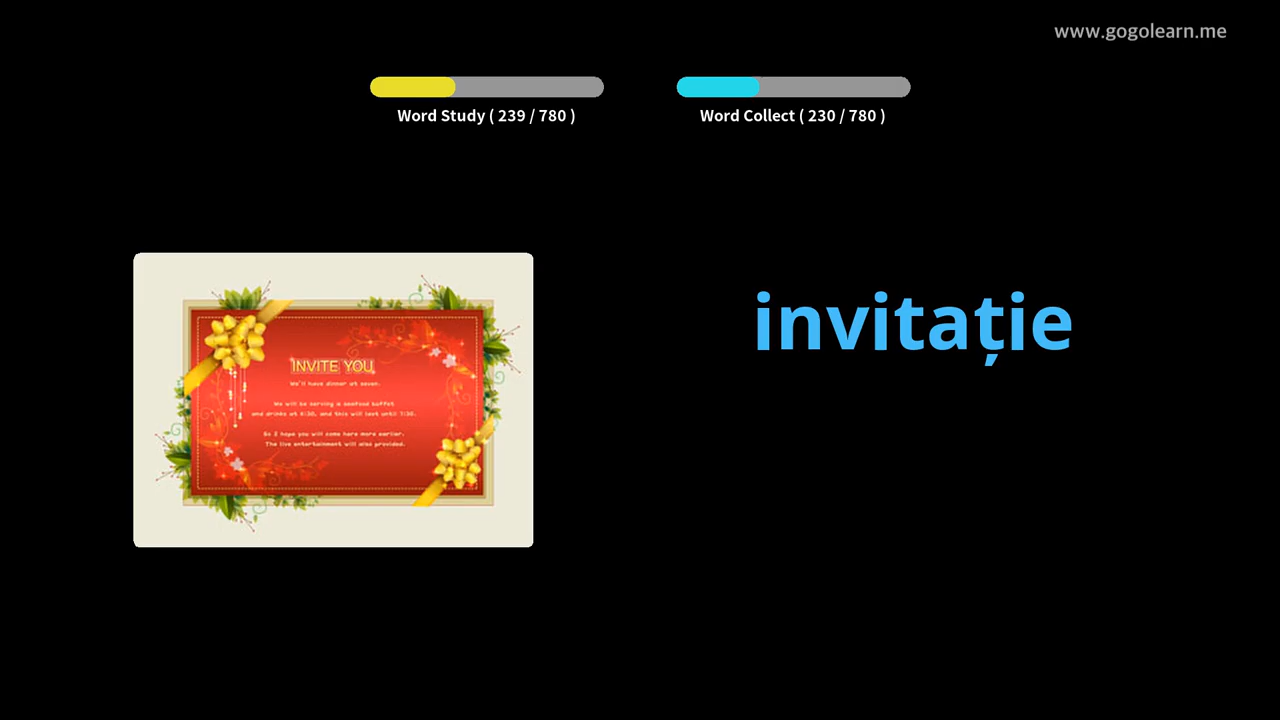 www.gogolearn.me
Word Study ( 239 / 780 )
Word Collect ( 230 / 780 )
invitație
INVITE YOU
We'll have dinner at seven.
We will be serving a seafood buffet
and drinks at 6:30, and this will last until 7:30.
So I hope you will come here more earlier.
The live entertainment will also provided.